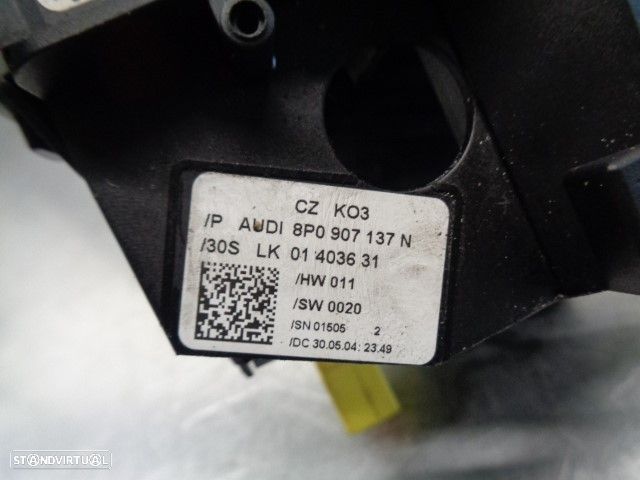 CZ KO3
/P AUDI 8P0 907 137 N
/30S LK 01 4036 31
/HW 011
/SW 0020
/SN 01505 2
/DC 30.05.04: 23.49
STANDVIRTUAL